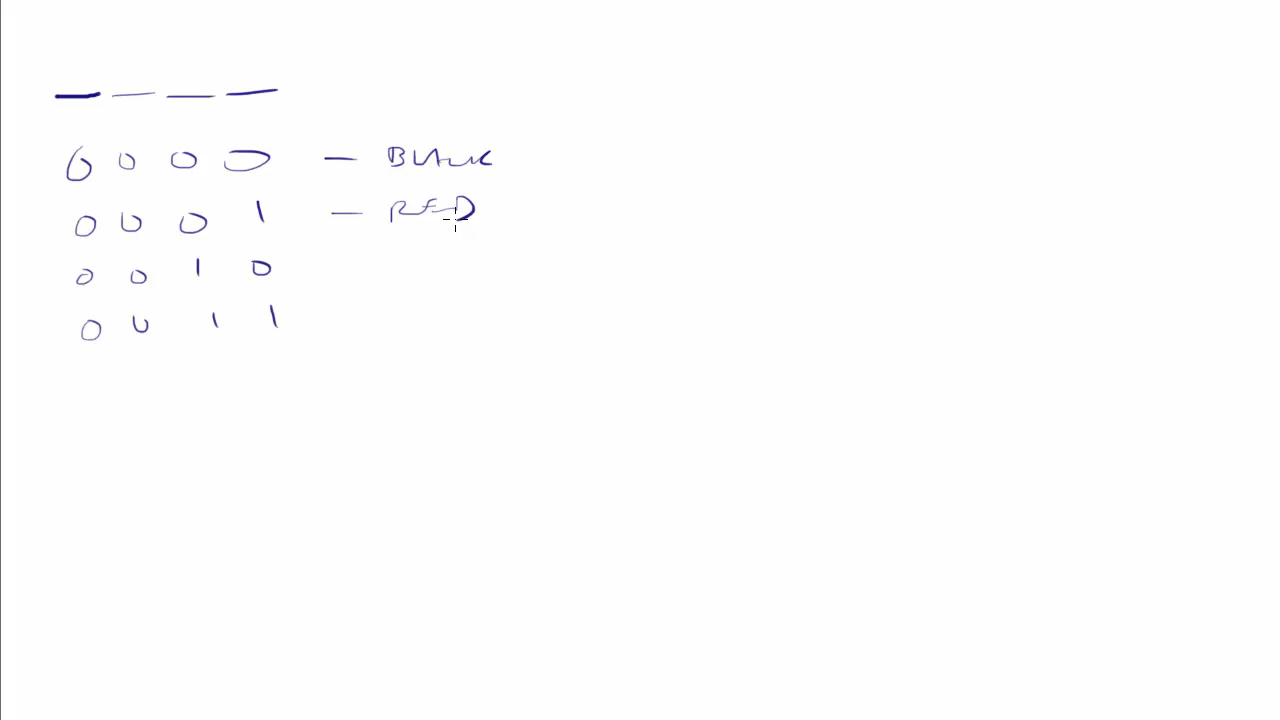 0 0 0 0 — BLACK
0 0 0 1 — RED
0 0 1 0
0 0 1 1